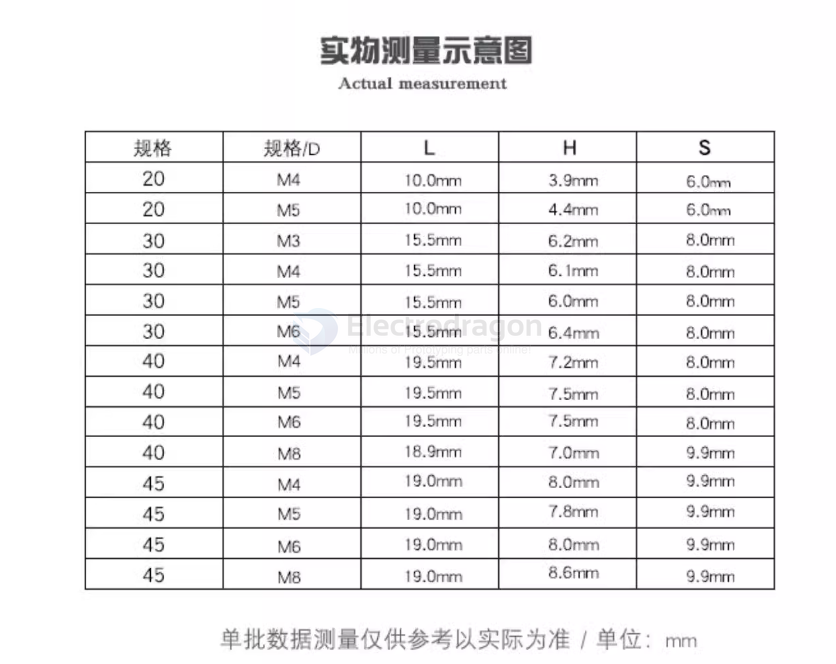 实物测量示意图
Actual measurement
规格 规格/D L H S
20 M4 10.0mm 3.9mm 6.0mm
20 M5 10.0mm 4.4mm 6.0mm
30 M3 15.5mm 6.2mm 8.0mm
30 M4 15.5mm 6.1mm 8.0mm
30 M5 15.5mm 6.0mm 8.0mm
Electrodragon
30 M6 15.5mm 6.4mm 8.0mm
40 M4 19.5mm 7.2mm 8.0mm
40 M5 19.5mm 7.5mm 8.0mm
40 M6 19.5mm 7.5mm 8.0mm
40 M8 18.9mm 7.0mm 9.9mm
45 M4 19.0mm 8.0mm 9.9mm
45 M5 19.0mm 7.8mm 9.9mm
45 M6 19.0mm 8.0mm 9.9mm
45 M8 19.0mm 8.6mm 9.9mm
单批数据测量仅供参考以实际为准 / 单位：mm